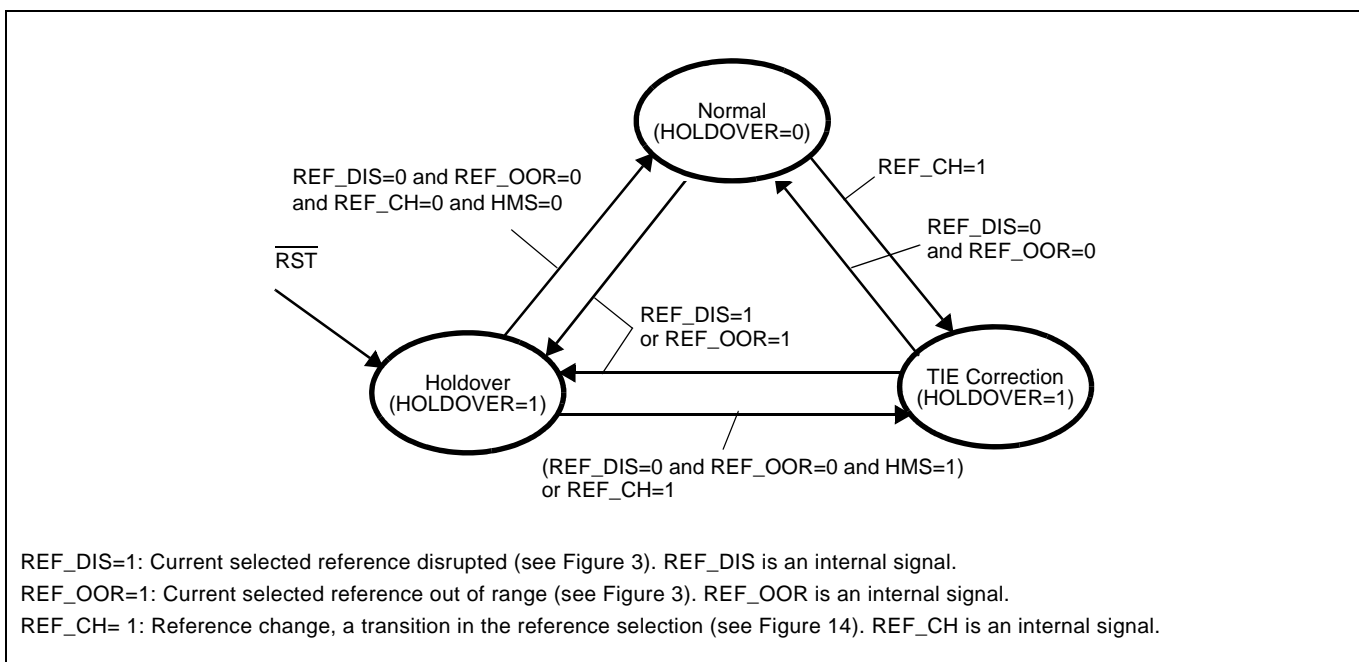 Normal
(HOLDOVER=0)
REF_CH=1
REF_DIS=0 and REF_OOR=0
and REF_CH=0 and HMS=0
REF_DIS=0
and REF_OOR=0
RST
REF_DIS=1
or REF_OOR=1
Holdover
(HOLDOVER=1)
TIE Correction
(HOLDOVER=1)
(REF_DIS=0 and REF_OOR=0 and HMS=1)
or REF_CH=1
REF_DIS=1: Current selected reference disrupted (see Figure 3). REF_DIS is an internal signal.
REF_OOR=1: Current selected reference out of range (see Figure 3). REF_OOR is an internal signal.
REF_CH= 1: Reference change, a transition in the reference selection (see Figure 14). REF_CH is an internal signal.